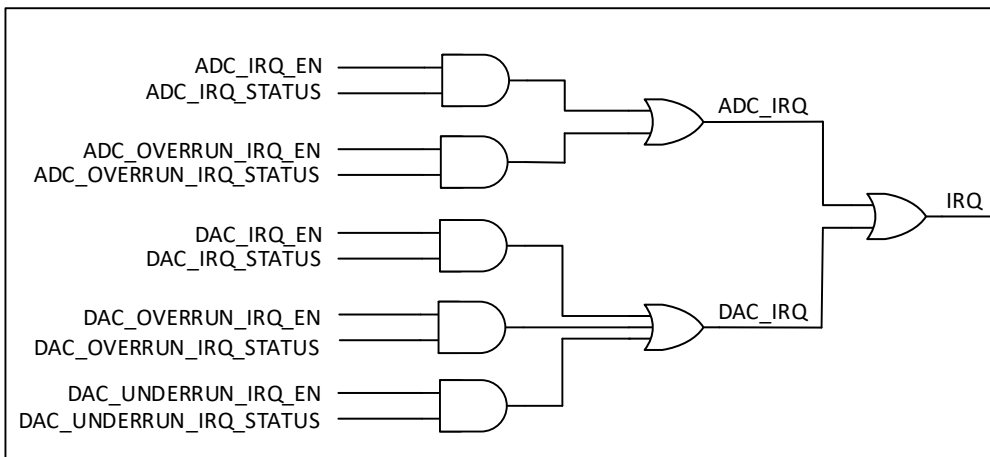 ADC_IRQ_EN
ADC_IRQ_STATUS
ADC_IRQ
ADC_OVERRUN_IRQ_EN
ADC_OVERRUN_IRQ_STATUS
IRQ
DAC_IRQ_EN
DAC_IRQ_STATUS
DAC_OVERRUN_IRQ_EN
DAC_IRQ
DAC_OVERRUN_IRQ_STATUS
DAC_UNDERRUN_IRQ_EN
DAC_UNDERRUN_IRQ_STATUS